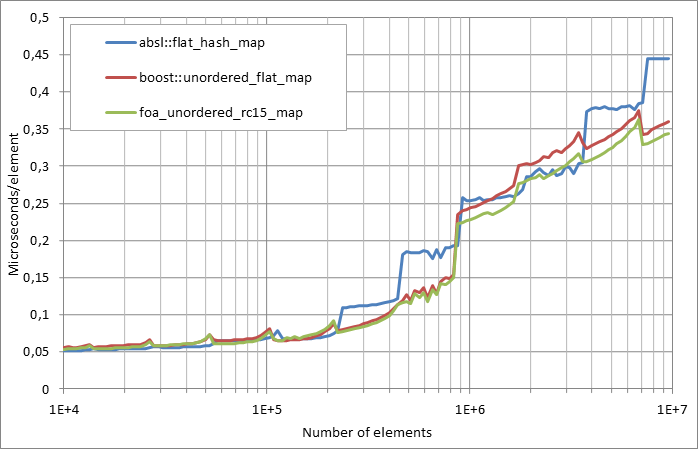 0,5
0,45
0,4
0,35
0,3
0,25
0,2
0,15
0,1
0,05
0
Microseconds/element
absl::flat_hash_map
boost::unordered_flat_map
foa_unordered_rc15_map
1E+4 1E+5 1E+6 1E+7
Number of elements